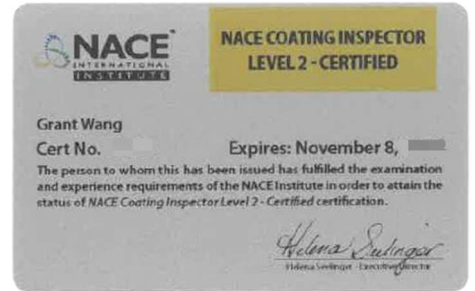 NACE
INTERNATIONAL
INSTITUTE
NACE COATING INSPECTOR
LEVEL 2 - CERTIFIED
Grant Wang
Cert No.
Expires: November 8,
The person to whom this has been issued has fulfilled the examination
and experience requirements of the NACE Institute in order to attain the
status of NACE Coating Inspector Level 2 - Certified certification.
Helena Seelinger
Helena Seelinger - Executive Director